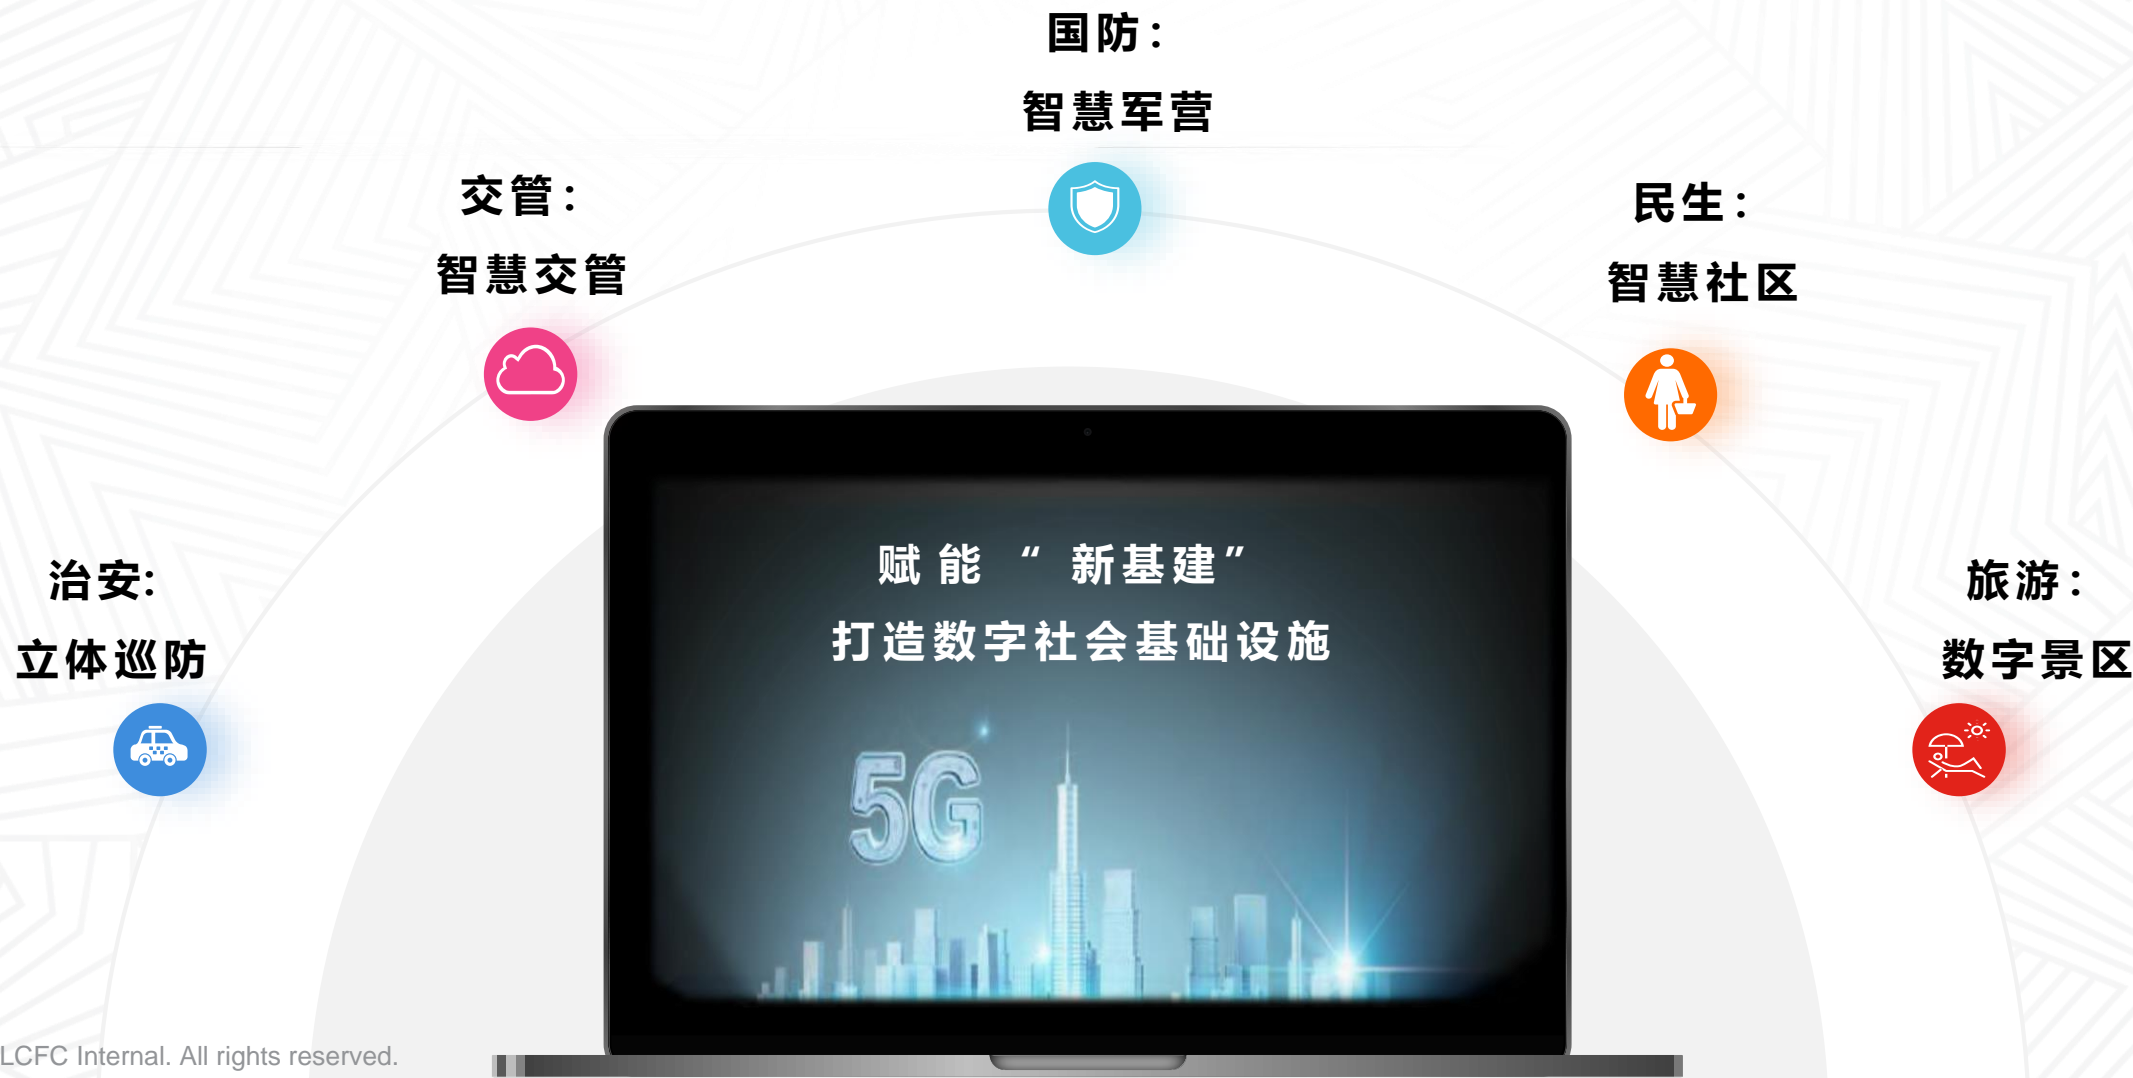 国防：
智慧军营
交管：
智慧交管
民生：
智慧社区
治安:
立体巡防
旅游：
数字景区
赋能“新基建”
打造数字社会基础设施
5G
LCFC Internal. All rights reserved.